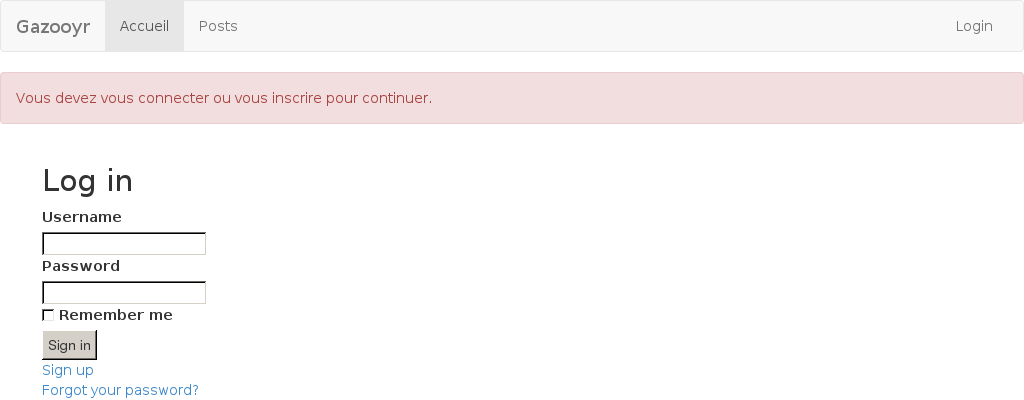 Gazooyr Accueil Posts Login
Vous devez vous connecter ou vous inscrire pour continuer.
Log in
Username
Password
Remember me
Sign in
Sign up
Forgot your password?